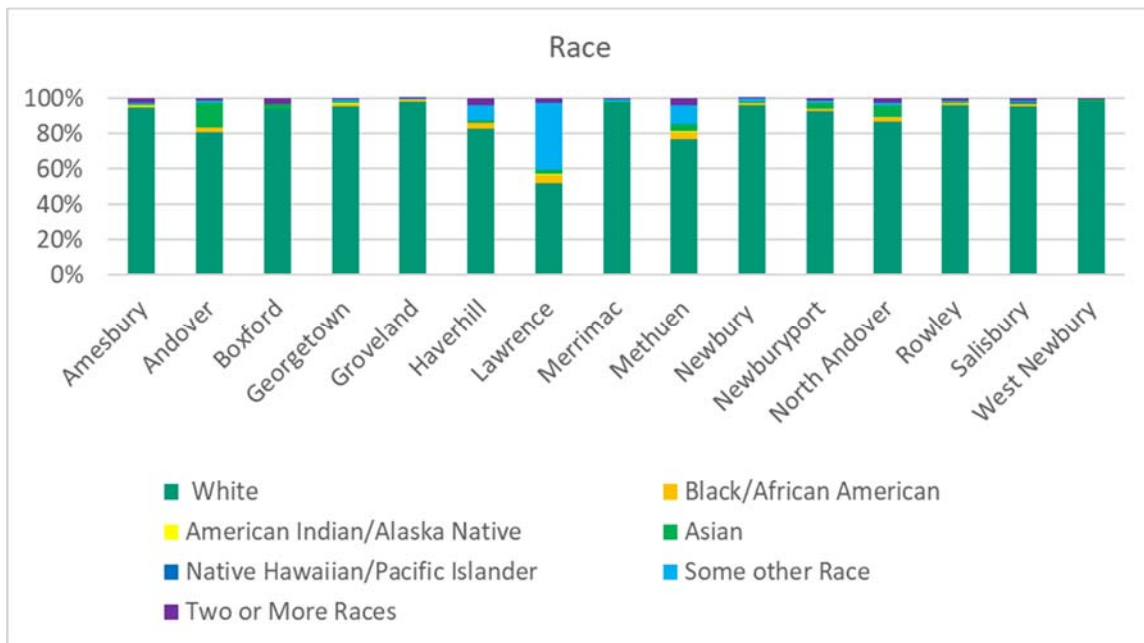 Race
100%
80%
60%
40%
20%
0%
Amesbury
Andover
Boxford
Georgetown
Groveland
Haverhill
Lawrence
Merrimac
Methuen
Newbury
Newburyport
North Andover
Rowley
Salisbury
West Newbury
White
Black/African American
American Indian/Alaska Native
Asian
Native Hawaiian/Pacific Islander
Some other Race
Two or More Races